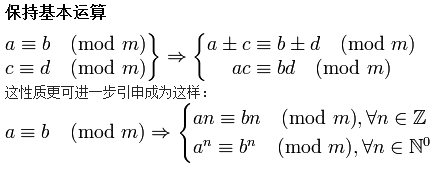 保持基本运算
a ≡ b (mod m)
c ≡ d (mod m)
} ⇒ {
a ± c ≡ b ± d (mod m)
ac ≡ bd (mod m)
这性质更可进一步引申成为这样：
a ≡ b (mod m) ⇒ {
an ≡ bn (mod m), ∀n ∈ ℤ
aⁿ ≡ bⁿ (mod m), ∀n ∈ ℕ⁰